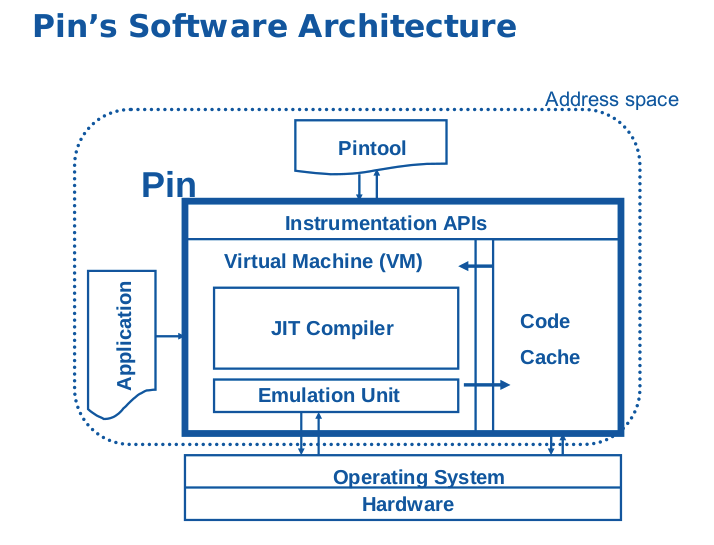 Pin’s Software Architecture
Address space
Pintool
Pin
Instrumentation APIs
Virtual Machine (VM)
Application
JIT Compiler
Code
Cache
Emulation Unit
Operating System
Hardware